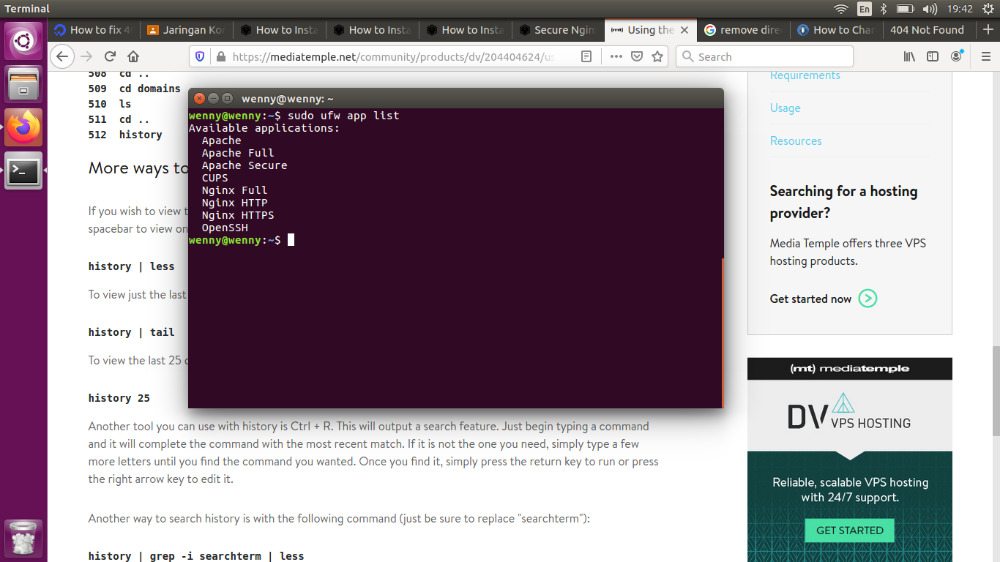 Terminal
En
19:42
How to fix 4
Jaringan Kor
How to Insta
How to Insta
How to Insta
Secure Ngin
(mt) Using the
remove dire
How to Char
404 Not Found
https://mediatemple.net/community/products/dv/204404624/us
Search
508 cd ..
509 cd domains
510 ls
511 cd ..
512 history
More ways to
If you wish to view t
spacebar to view on
history | less
To view just the last
history | tail
To view the last 25 c
history 25
Another tool you can use with history is Ctrl + R. This will output a search feature. Just begin typing a command
and it will complete the command with the most recent match. If it is not the one you need, simply type a few
more letters until you find the command you wanted. Once you find it, simply press the return key to run or press
the right arrow key to edit it.
Another way to search history is with the following command (just be sure to replace "searchterm"):
history | grep -i searchterm | less
wenny@wenny: ~
wenny@wenny:~$ sudo ufw app list
Available applications:
Apache
Apache Full
Apache Secure
CUPS
Nginx Full
Nginx HTTP
Nginx HTTPS
OpenSSH
wenny@wenny:~$
Requirements
Usage
Resources
Searching for a hosting
provider?
Media Temple offers three VPS
hosting products.
Get started now
(mt) mediatemple
DV VPS HOSTING
Reliable, scalable VPS hosting
with 24/7 support.
GET STARTED